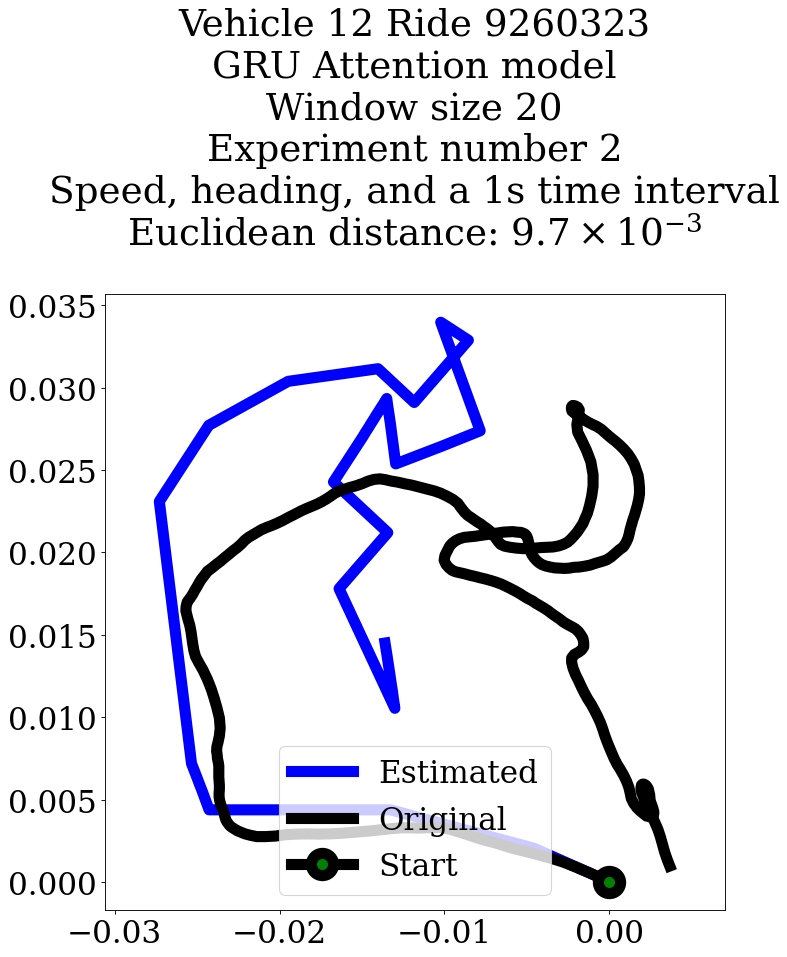 Vehicle 12 Ride 9260323
GRU Attention model
Window size 20
Experiment number 2
Speed, heading, and a 1s time interval
Euclidean distance: 9.7 × 10⁻³
0.035
0.030
0.025
0.020
0.015
0.010
0.005
0.000
Estimated
Original
Start
−0.03 −0.02 −0.01 0.00